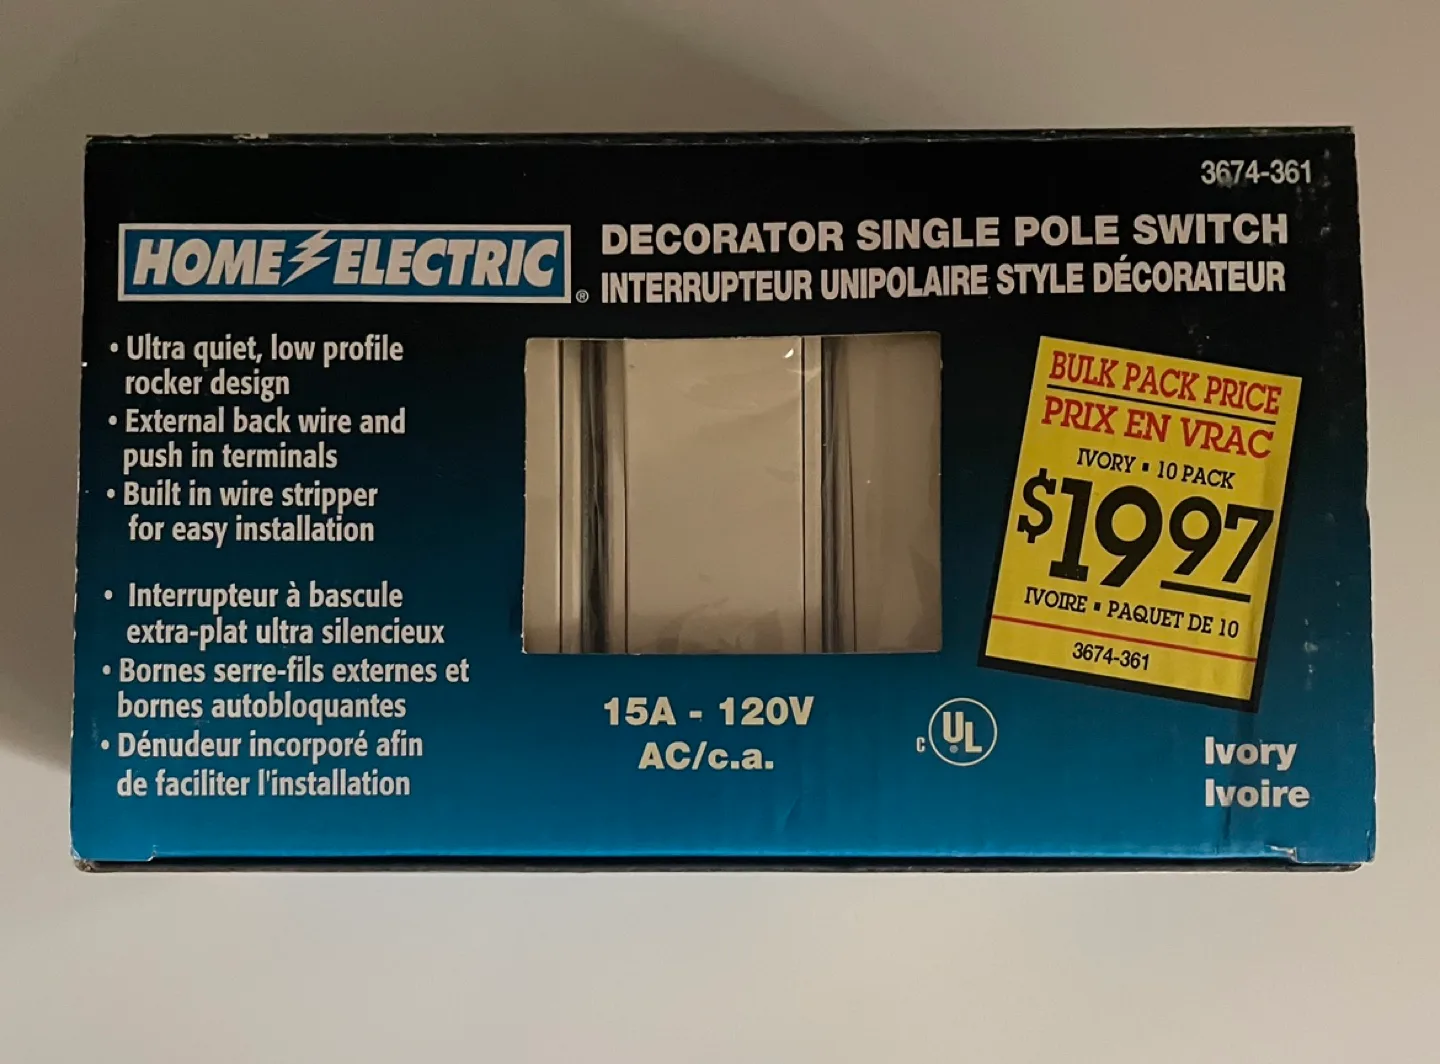 3674-361
HOME ELECTRIC ®
DECORATOR SINGLE POLE SWITCH
INTERRUPTEUR UNIPOLAIRE STYLE DÉCORATEUR
• Ultra quiet, low profile
rocker design
• External back wire and
push in terminals
• Built in wire stripper
for easy installation
• Interrupteur à bascule
extra-plat ultra silencieux
• Bornes serre-fils externes et
bornes autobloquantes
• Dénudeur incorporé afin
de faciliter l'installation
BULK PACK PRICE
PRIX EN VRAC
IVORY ▪ 10 PACK
$1997
IVOIRE ▪ PAQUET DE 10
3674-361
15A - 120V
AC/c.a.
C UL ®
Ivory
Ivoire